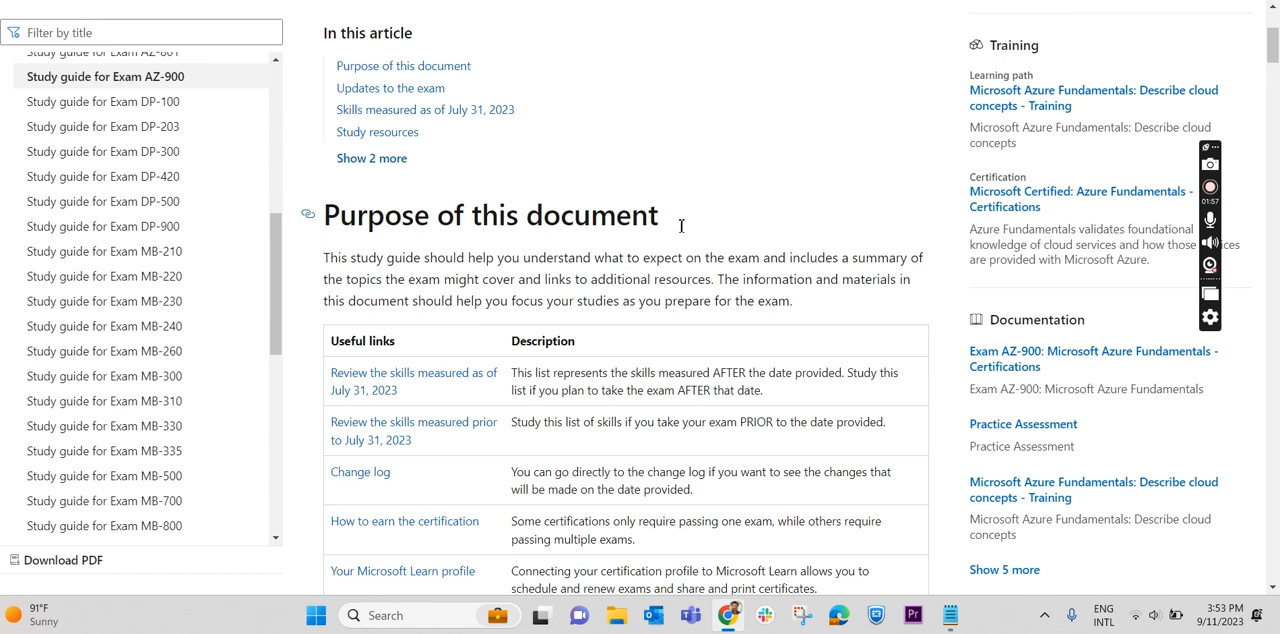 Filter by title
Study guide for Exam AZ-801
Study guide for Exam AZ-900
Study guide for Exam DP-100
Study guide for Exam DP-203
Study guide for Exam DP-300
Study guide for Exam DP-420
Study guide for Exam DP-500
Study guide for Exam DP-900
Study guide for Exam MB-210
Study guide for Exam MB-220
Study guide for Exam MB-230
Study guide for Exam MB-240
Study guide for Exam MB-260
Study guide for Exam MB-300
Study guide for Exam MB-310
Study guide for Exam MB-330
Study guide for Exam MB-335
Study guide for Exam MB-500
Study guide for Exam MB-700
Study guide for Exam MB-800
Download PDF
In this article
Purpose of this document
Updates to the exam
Skills measured as of July 31, 2023
Study resources
Show 2 more
Purpose of this document
This study guide should help you understand what to expect on the exam and includes a summary of
the topics the exam might cover and links to additional resources. The information and materials in
this document should help you focus your studies as you prepare for the exam.
Useful links Description
Review the skills measured as of
July 31, 2023
This list represents the skills measured AFTER the date provided. Study this
list if you plan to take the exam AFTER that date.
Review the skills measured prior
to July 31, 2023
Study this list of skills if you take your exam PRIOR to the date provided.
Change log
You can go directly to the change log if you want to see the changes that
will be made on the date provided.
How to earn the certification
Some certifications only require passing one exam, while others require
passing multiple exams.
Your Microsoft Learn profile
Connecting your certification profile to Microsoft Learn allows you to
schedule and renew exams and share and print certificates.
Training
Learning path
Microsoft Azure Fundamentals: Describe cloud
concepts - Training
Microsoft Azure Fundamentals: Describe cloud
concepts
Certification
Microsoft Certified: Azure Fundamentals -
Certifications
Azure Fundamentals validates foundational
knowledge of cloud services and how those ices
are provided with Microsoft Azure.
01:57
Documentation
Exam AZ-900: Microsoft Azure Fundamentals -
Certifications
Exam AZ-900: Microsoft Azure Fundamentals
Practice Assessment
Practice Assessment
Microsoft Azure Fundamentals: Describe cloud
concepts - Training
Microsoft Azure Fundamentals: Describe cloud
concepts
Show 5 more
91°F
Sunny
Search
Pr
ENG
INTL
3:53 PM
9/11/2023